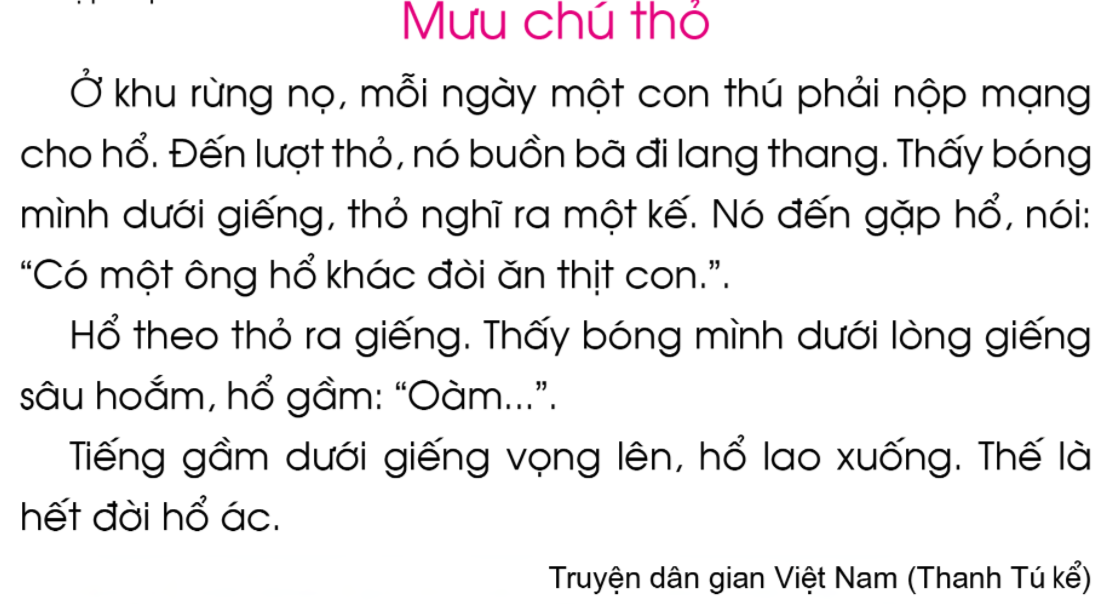 Mưu chú thỏ
Ở khu rừng nọ, mỗi ngày một con thú phải nộp mạng
cho hổ. Đến lượt thỏ, nó buồn bã đi lang thang. Thấy bóng
mình dưới giếng, thỏ nghĩ ra một kế. Nó đến gặp hổ, nói:
“Có một ông hổ khác đòi ăn thịt con.”.
Hổ theo thỏ ra giếng. Thấy bóng mình dưới lòng giếng
sâu hoắm, hổ gầm: “Oàm...”.
Tiếng gầm dưới giếng vọng lên, hổ lao xuống. Thế là
hết đời hổ ác.
Truyện dân gian Việt Nam (Thanh Tú kể)